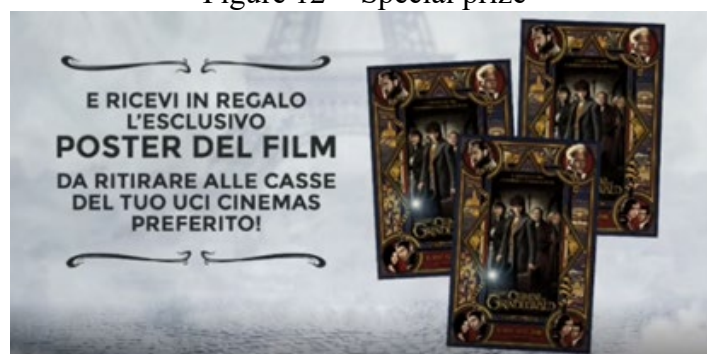 Figure 12 – Special prize
E RICEVI IN REGALO
L'ESCLUSIVO
POSTER DEL FILM
DA RITIRARE ALLE CASSE
DEL TUO UCI CINEMAS
PREFERITO!
GRINDELWALD